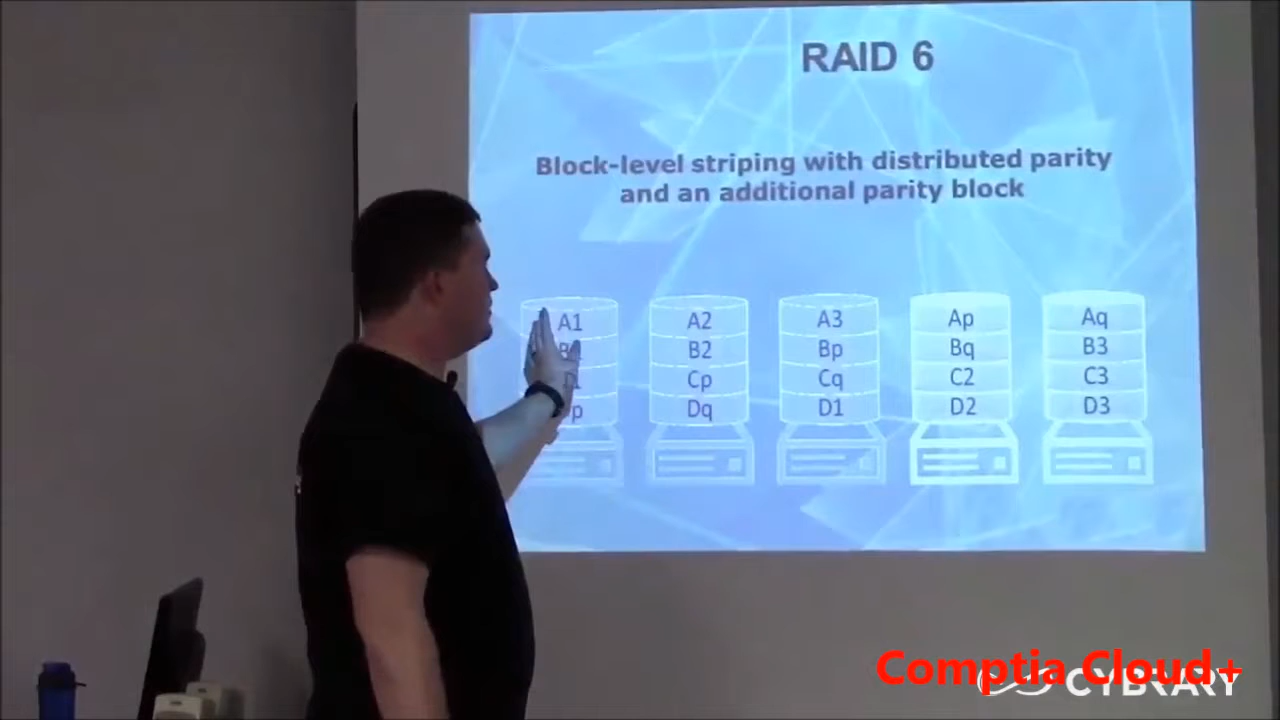 RAID 6
Block-level striping with distributed parity
and an additional parity block
A1 A2 A3 Ap Aq
B2 Bp Bq B3
Cp Cq C2 C3
Dq D1 D2 D3
Comptia Cloud+
CYBRARY